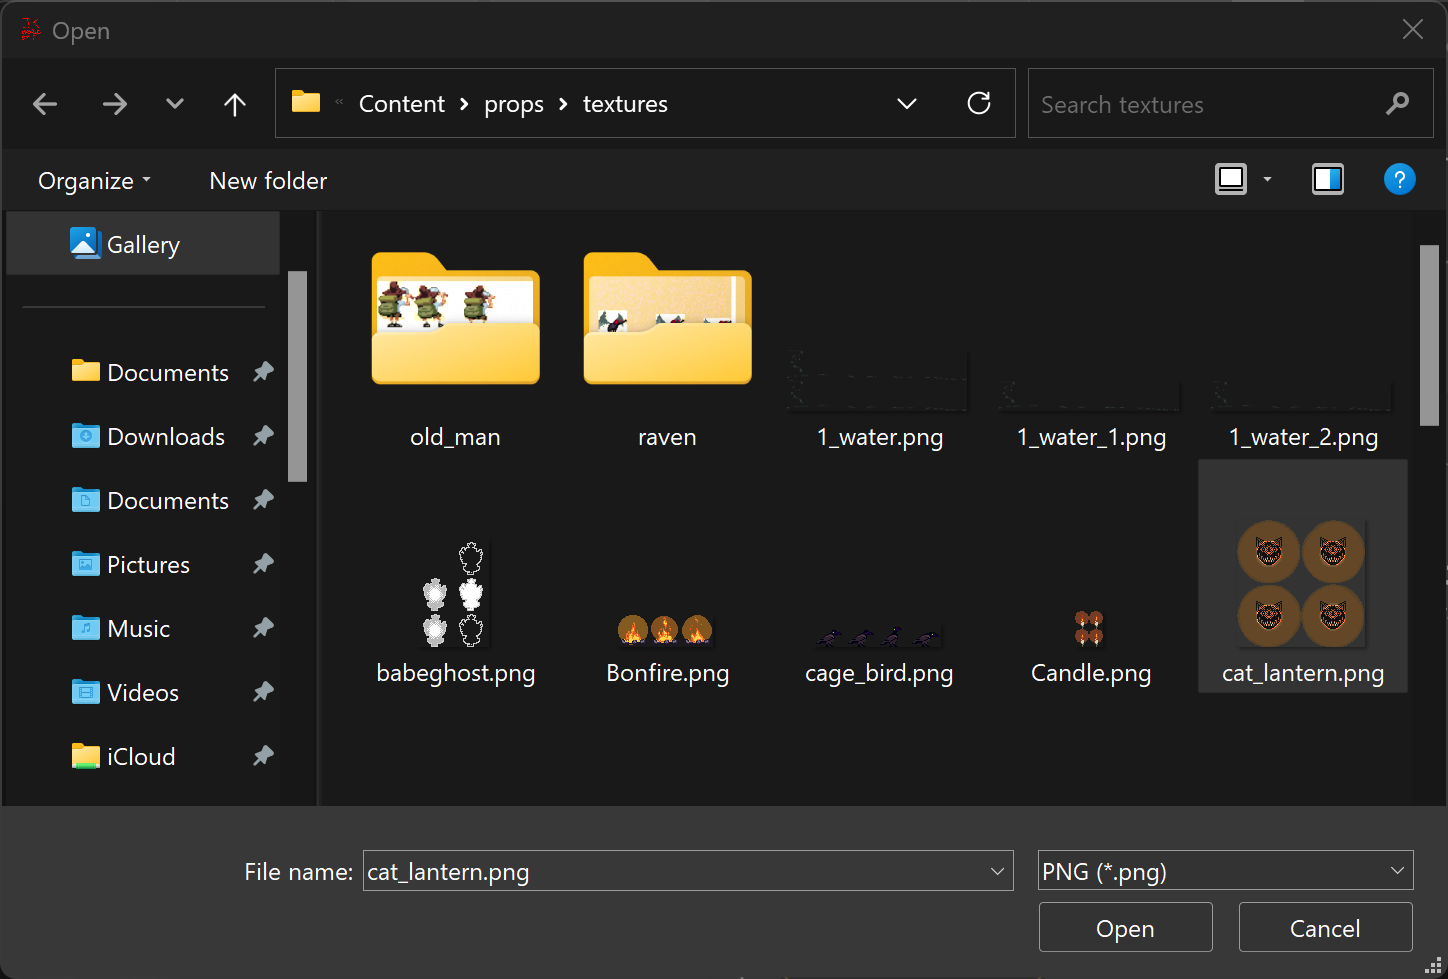 Open
« Content > props > textures
Search textures
Organize
New folder
?
Gallery
Documents
Downloads
Documents
Pictures
Music
Videos
iCloud
old_man
raven
1_water.png
1_water_1.png
1_water_2.png
babeghost.png
Bonfire.png
cage_bird.png
Candle.png
cat_lantern.png
File name: cat_lantern.png
PNG (*.png)
Open
Cancel